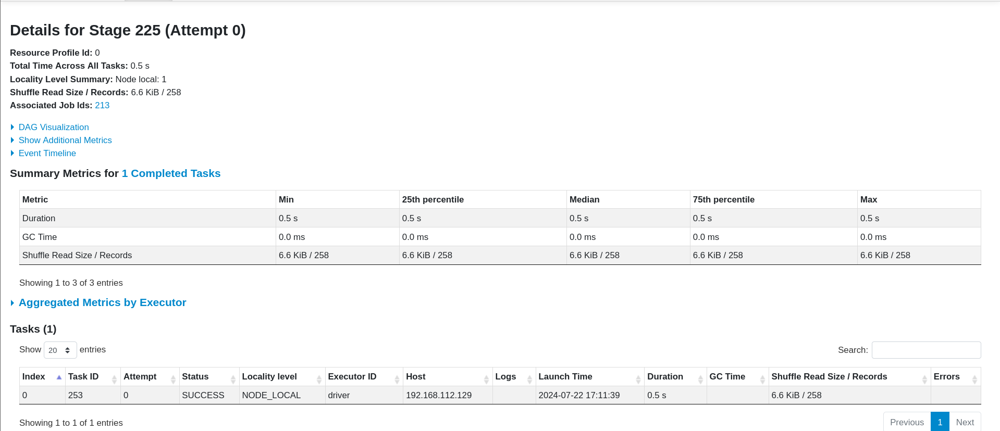 Details for Stage 225 (Attempt 0)
Resource Profile Id: 0
Total Time Across All Tasks: 0.5 s
Locality Level Summary: Node local: 1
Shuffle Read Size / Records: 6.6 KiB / 258
Associated Job Ids: 213
DAG Visualization
Show Additional Metrics
Event Timeline
Summary Metrics for 1 Completed Tasks
Metric Min 25th percentile Median 75th percentile Max
Duration 0.5 s 0.5 s 0.5 s 0.5 s 0.5 s
GC Time 0.0 ms 0.0 ms 0.0 ms 0.0 ms 0.0 ms
Shuffle Read Size / Records 6.6 KiB / 258 6.6 KiB / 258 6.6 KiB / 258 6.6 KiB / 258 6.6 KiB / 258
Showing 1 to 3 of 3 entries
Aggregated Metrics by Executor
Tasks (1)
Show 20 entries Search:
Index Task ID Attempt Status Locality level Executor ID Host Logs Launch Time Duration GC Time Shuffle Read Size / Records Errors
0 253 0 SUCCESS NODE_LOCAL driver 192.168.112.129 2024-07-22 17:11:39 0.5 s 6.6 KiB / 258
Showing 1 to 1 of 1 entries Previous 1 Next